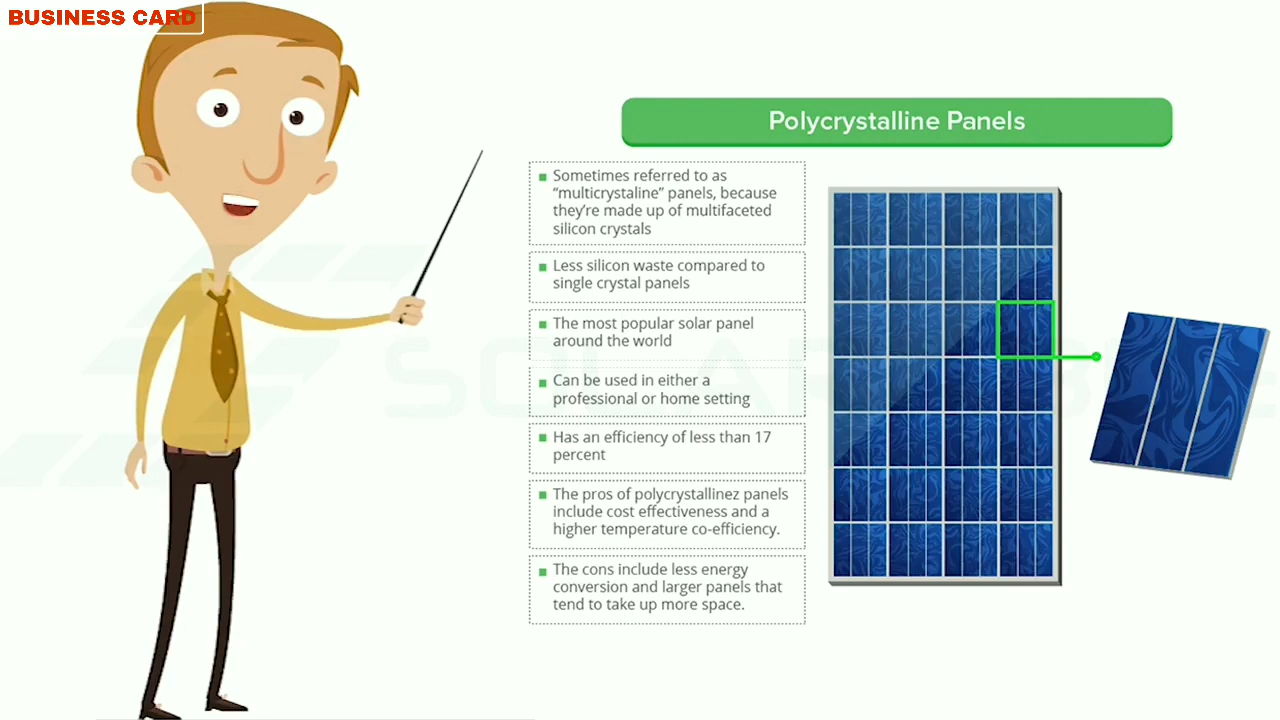 BUSINESS CARD
Polycrystalline Panels
Sometimes referred to as
“multicrystaline” panels, because
they’re made up of multifaceted
silicon crystals
Less silicon waste compared to
single crystal panels
The most popular solar panel
around the world
Can be used in either a
professional or home setting
Has an efficiency of less than 17
percent
The pros of polycrystallinez panels
include cost effectiveness and a
higher temperature co-efficiency.
The cons include less energy
conversion and larger panels that
tend to take up more space.
SOLAR